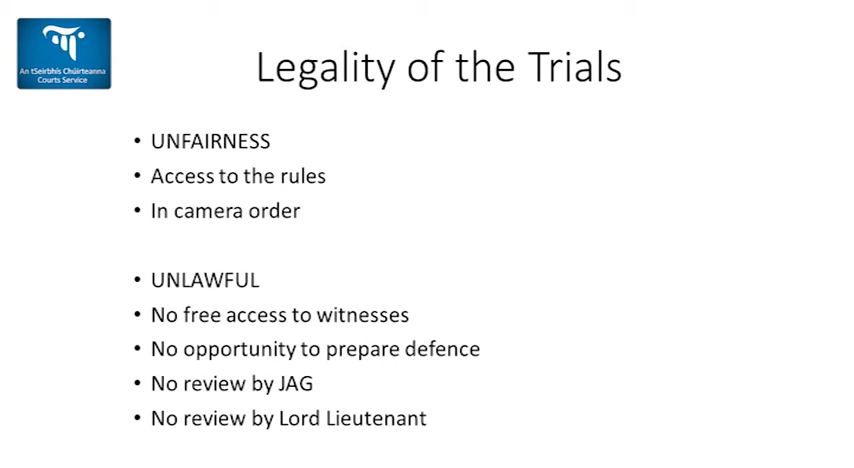 An tSeirbhís Chúirteanna
Courts Service
Legality of the Trials
• UNFAIRNESS
• Access to the rules
• In camera order
• UNLAWFUL
• No free access to witnesses
• No opportunity to prepare defence
• No review by JAG
• No review by Lord Lieutenant